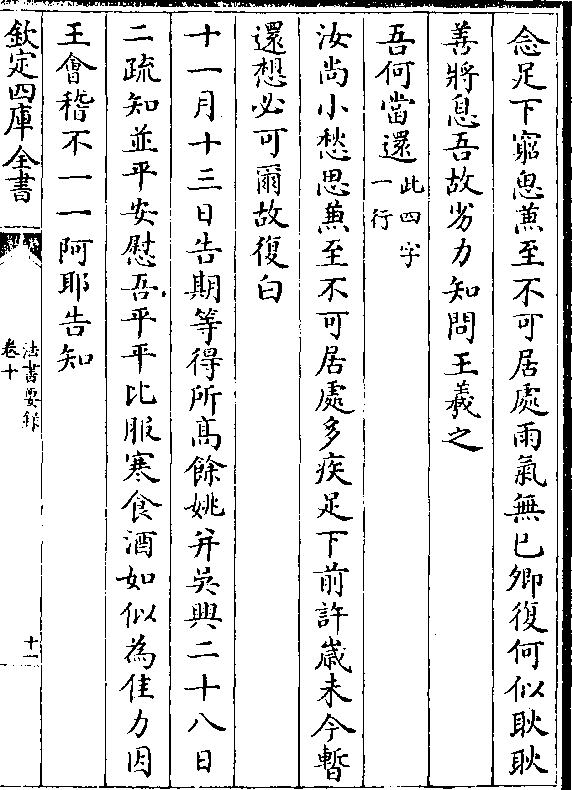 念足下窮思蕉至不可居處雨氣無已卿復何似耿耿
善將息吾故劣力知問王羲之
吾何當還此四字一行
汝尚小愁思蕉至不可居處多疾足下前許歲未今暫
還想必可爾故復白
十一月十三日告期等得所高餘姚并吳興二十八日
二疏知並平安慰吾平平比服寒食酒如似為佳力因
王會稽不一一阿耶告知
欽定四庫全書
法書要錄
卷十
十一